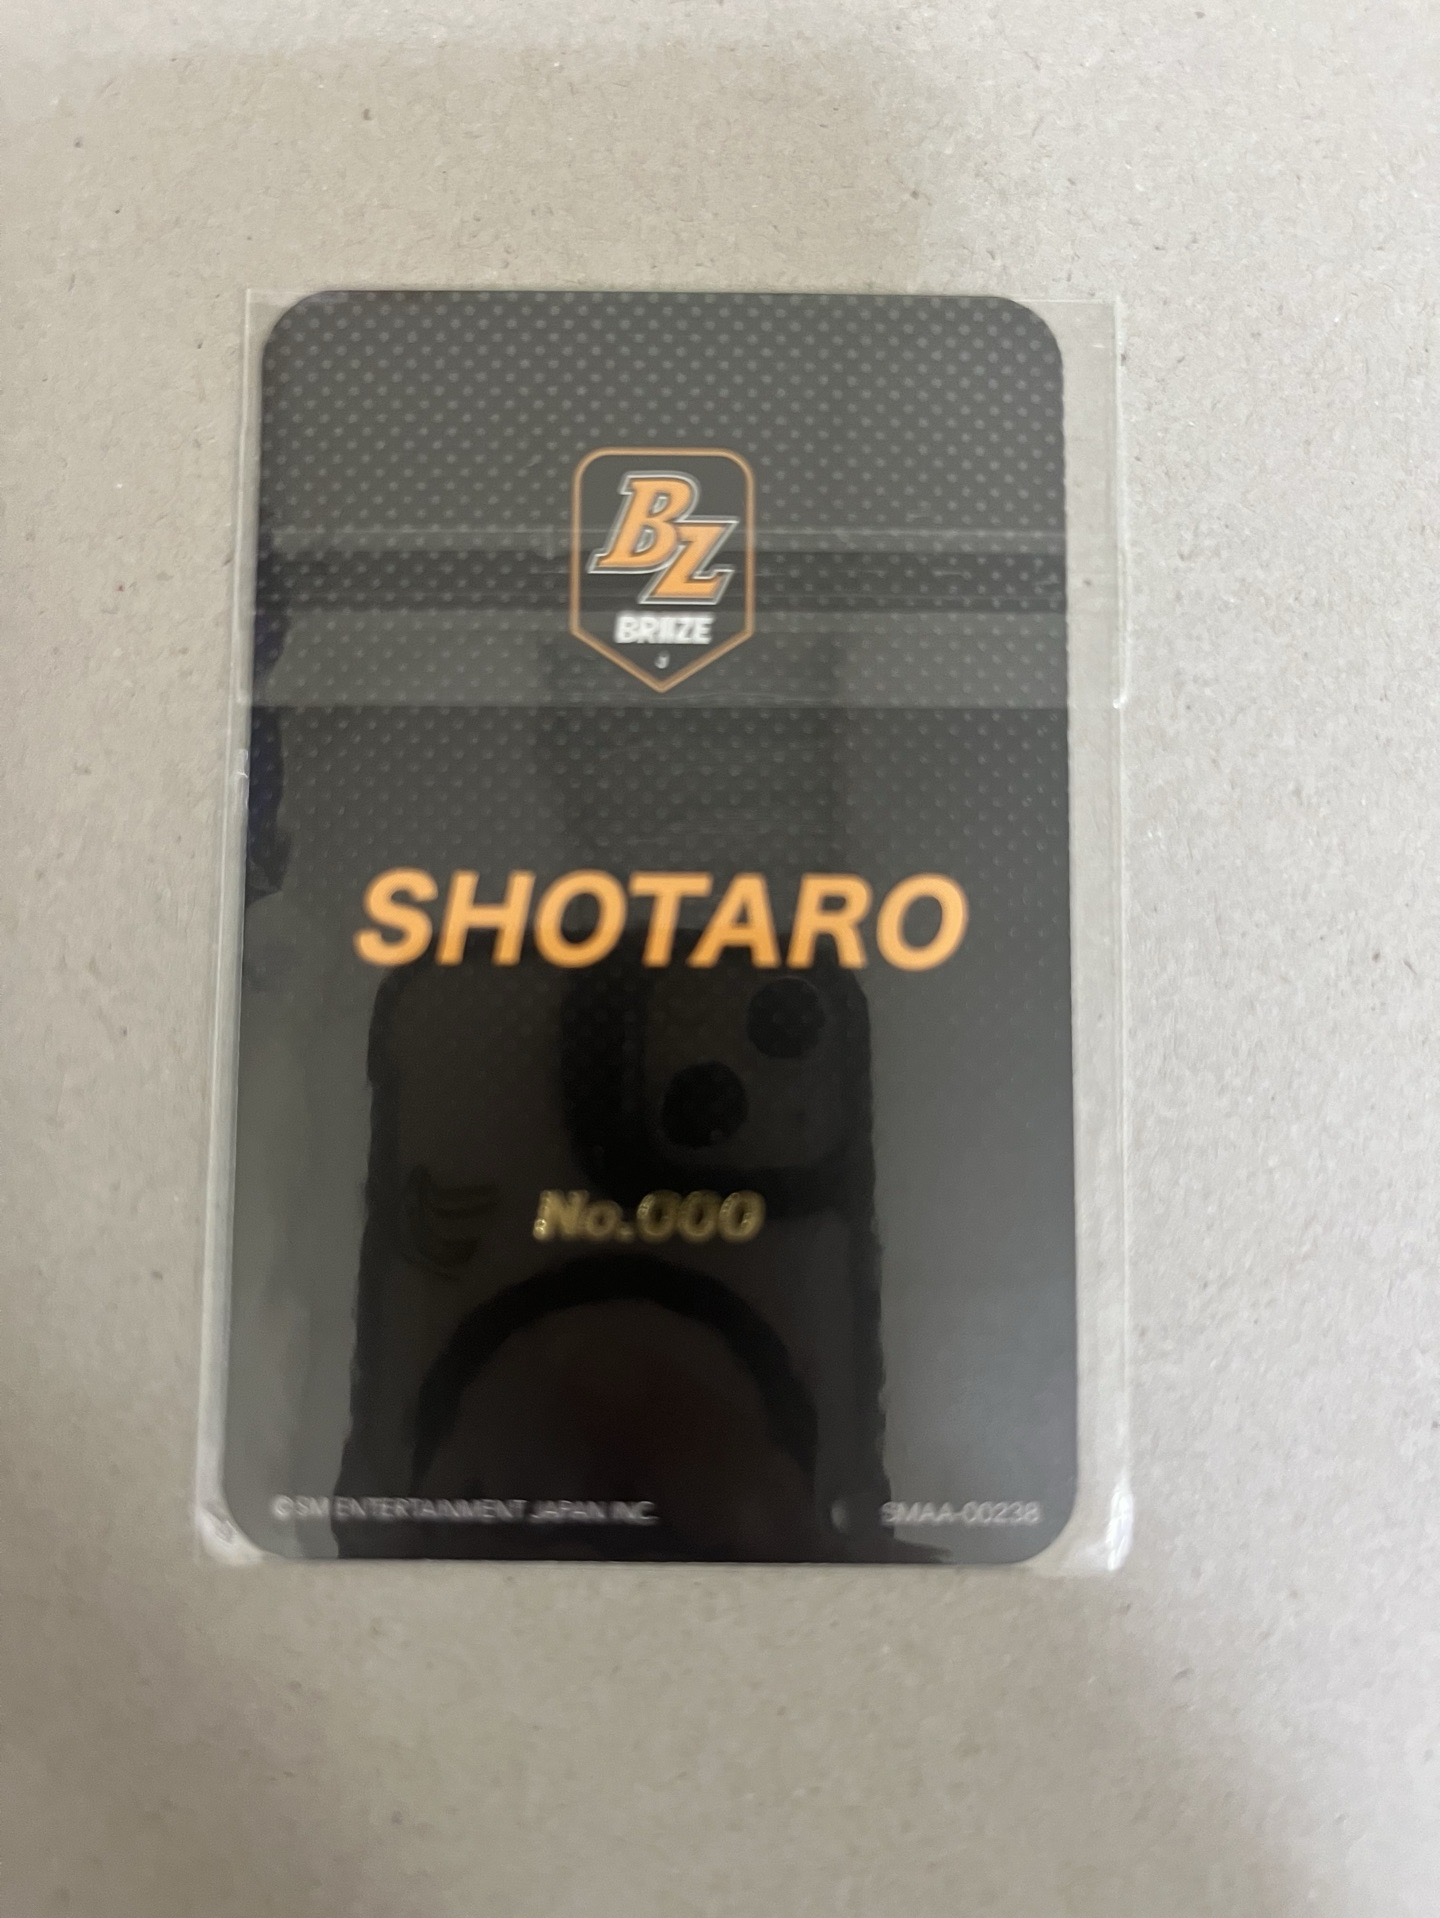 BZ
BRIIZE
J
SHOTARO
No.000
©SM ENTERTAINMENT JAPAN INC.
SMAA-00238